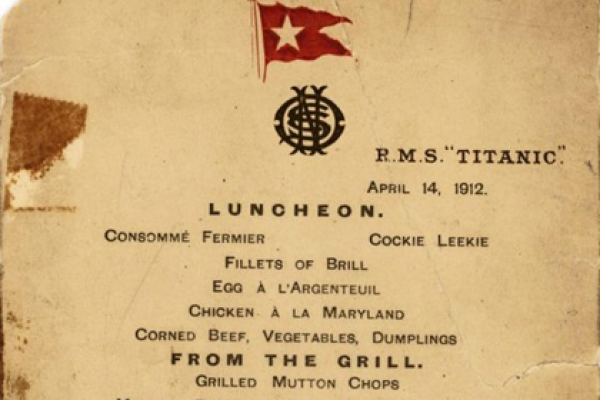 R.M.S. "TITANIC".
APRIL 14, 1912.
LUNCHEON.
CONSOMMÉ FERMIER COCKIE LEEKIE
FILLETS OF BRILL
EGG À L'ARGENTEUIL
CHICKEN À LA MARYLAND
CORNED BEEF, VEGETABLES, DUMPLINGS
FROM THE GRILL.
GRILLED MUTTON CHOPS